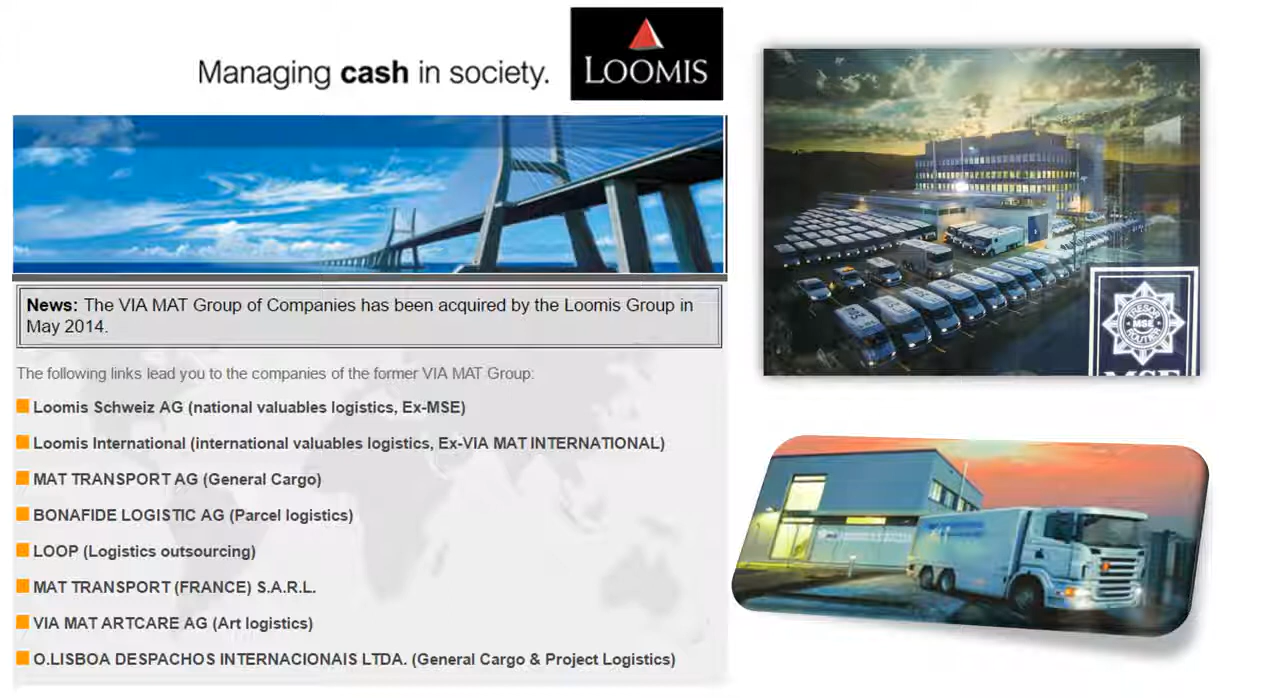 Managing cash in society.
LOOMIS
News: The VIA MAT Group of Companies has been acquired by the Loomis Group in
May 2014.
The following links lead you to the companies of the former VIA MAT Group:
Loomis Schweiz AG (national valuables logistics, Ex-MSE)
Loomis International (international valuables logistics, Ex-VIA MAT INTERNATIONAL)
MAT TRANSPORT AG (General Cargo)
BONAFIDE LOGISTIC AG (Parcel logistics)
LOOP (Logistics outsourcing)
MAT TRANSPORT (FRANCE) S.A.R.L.
VIA MAT ARTCARE AG (Art logistics)
O.LISBOA DESPACHOS INTERNACIONAIS LTDA. (General Cargo & Project Logistics)
TRESOR
MSE
ROUTIER
MSE